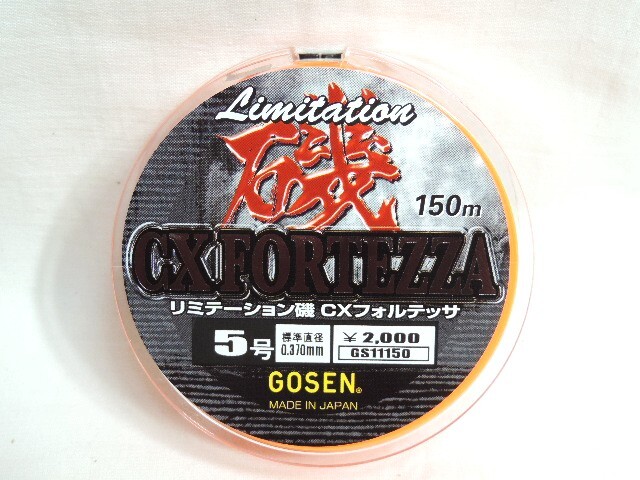 Limitation
磯
150m
CX FORTEZZA
リミテーション磯 CXフォルテッサ
5号 標準直径 ¥2,000
0.370mm GS11150
GOSEN®
MADE IN JAPAN